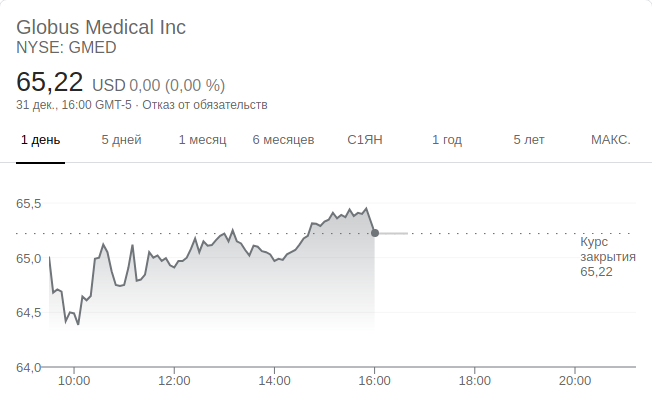 Globus Medical Inc
NYSE: GMED
65,22 USD 0,00 (0,00 %)
31 дек., 16:00 GMT-5 · Отказ от обязательств
1 день 5 дней 1 месяц 6 месяцев С1ЯН 1 год 5 лет МАКС.
65,5
Курс
закрытия
65,22
65,0
64,5
64,0
10:00 12:00 14:00 16:00 18:00 20:00